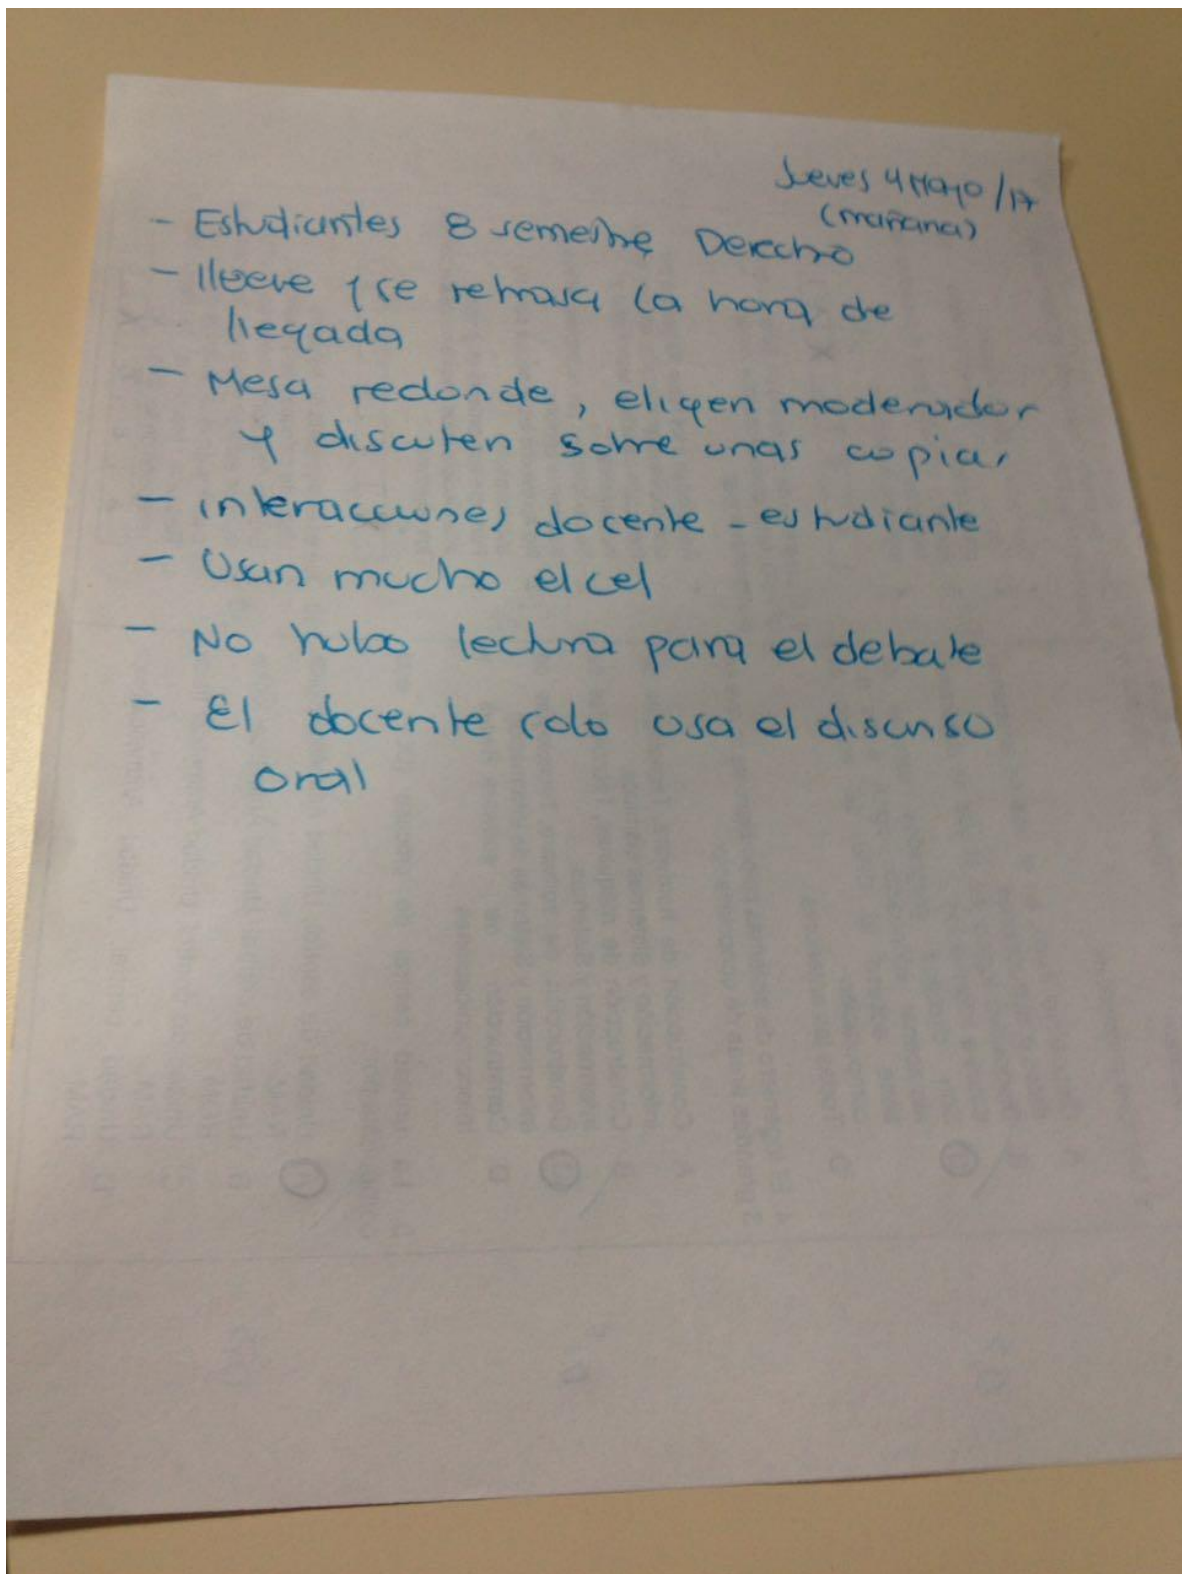 Jueves 4 Mayo/17
(mañana)
- Estudiantes 8 semestre Derecho
- llueve y se retrasa la hora de
llegada
- Mesa redonde, eligen moderador
y discuten sobre unas copias
- interacciones docente - estudiante
- Usan mucho el cel
- No hubo lectura para el debate
- El docente solo usa el discurso
oral